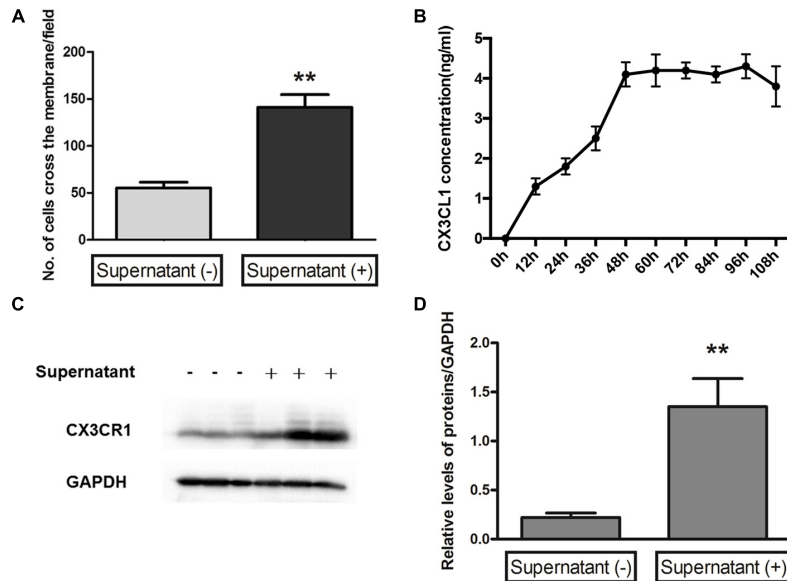 A
No. of cells cross the membrane/field
200
150
100
50
0
**
Supernatant (-)
Supernatant (+)
B
CX3CL1 concentration(ng/ml)
5
4
3
2
1
0
0h
12h
24h
36h
48h
60h
72h
84h
96h
108h
C
Supernatant - - - + + +
CX3CR1
GAPDH
D
Relative levels of proteins/GAPDH
2.0
1.5
1.0
0.5
0.0
**
Supernatant (-)
Supernatant (+)